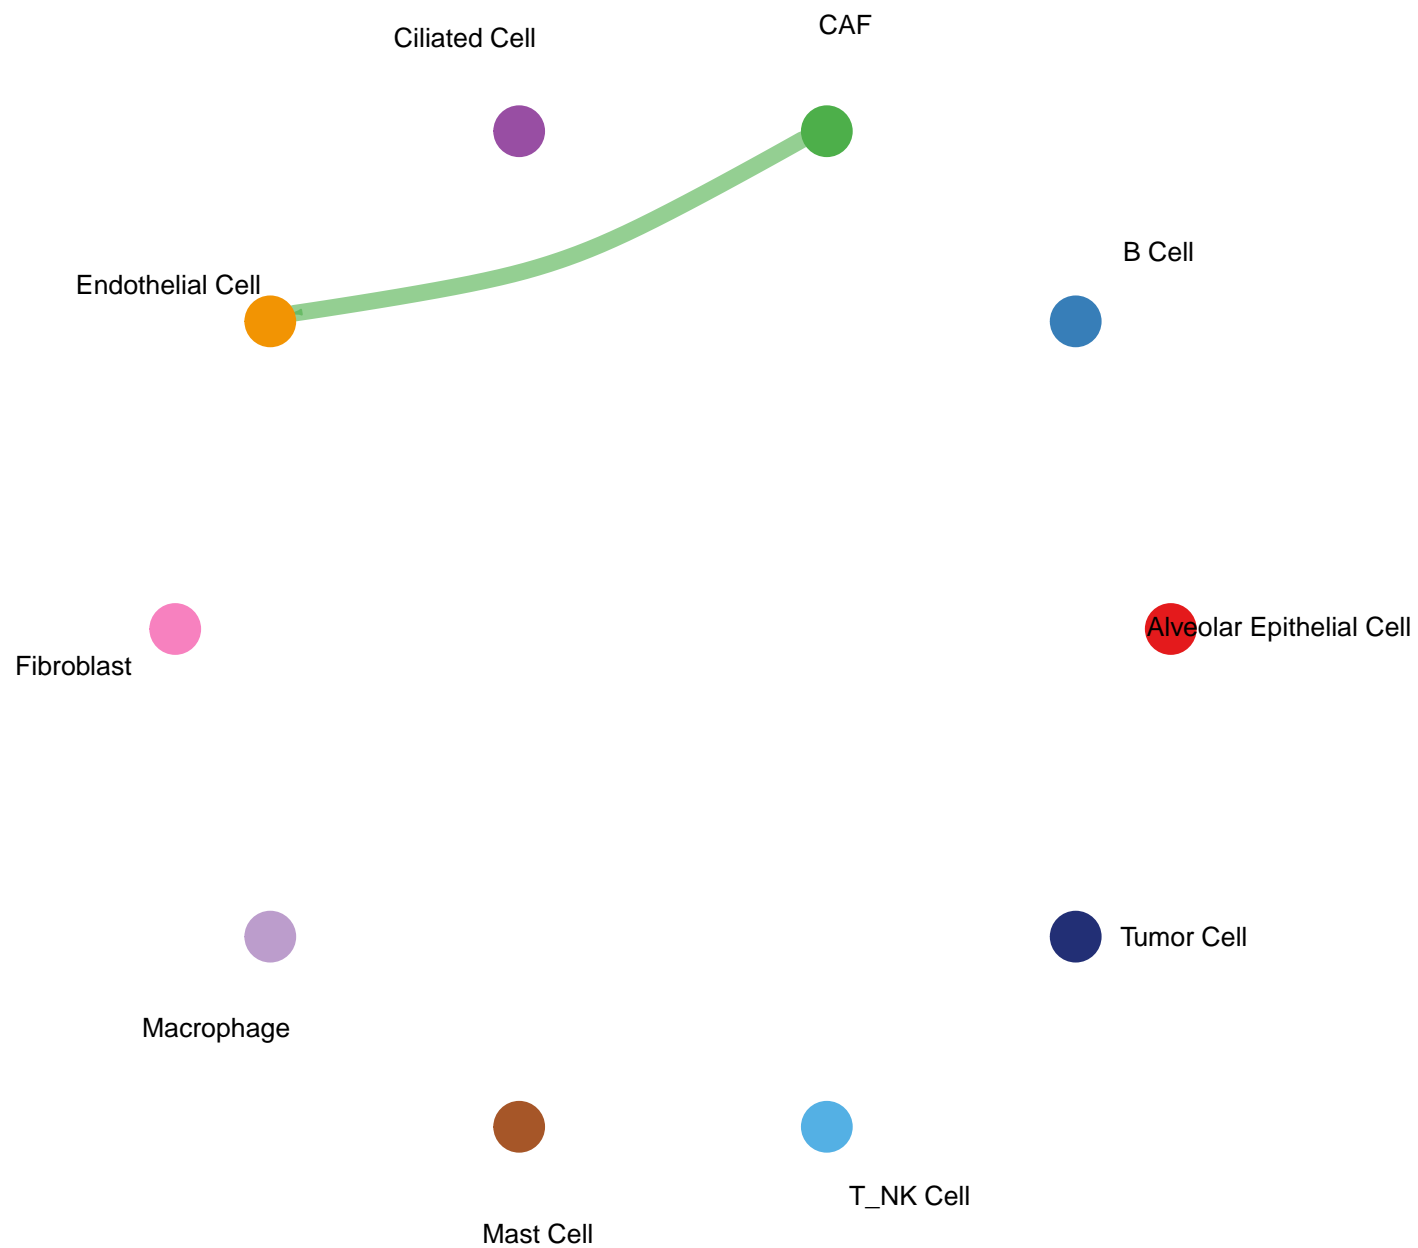 CAF
Ciliated Cell
B Cell
Endothelial Cell
Alveolar Epithelial Cell
Fibroblast
Tumor Cell
Macrophage
T_NK Cell
Mast Cell